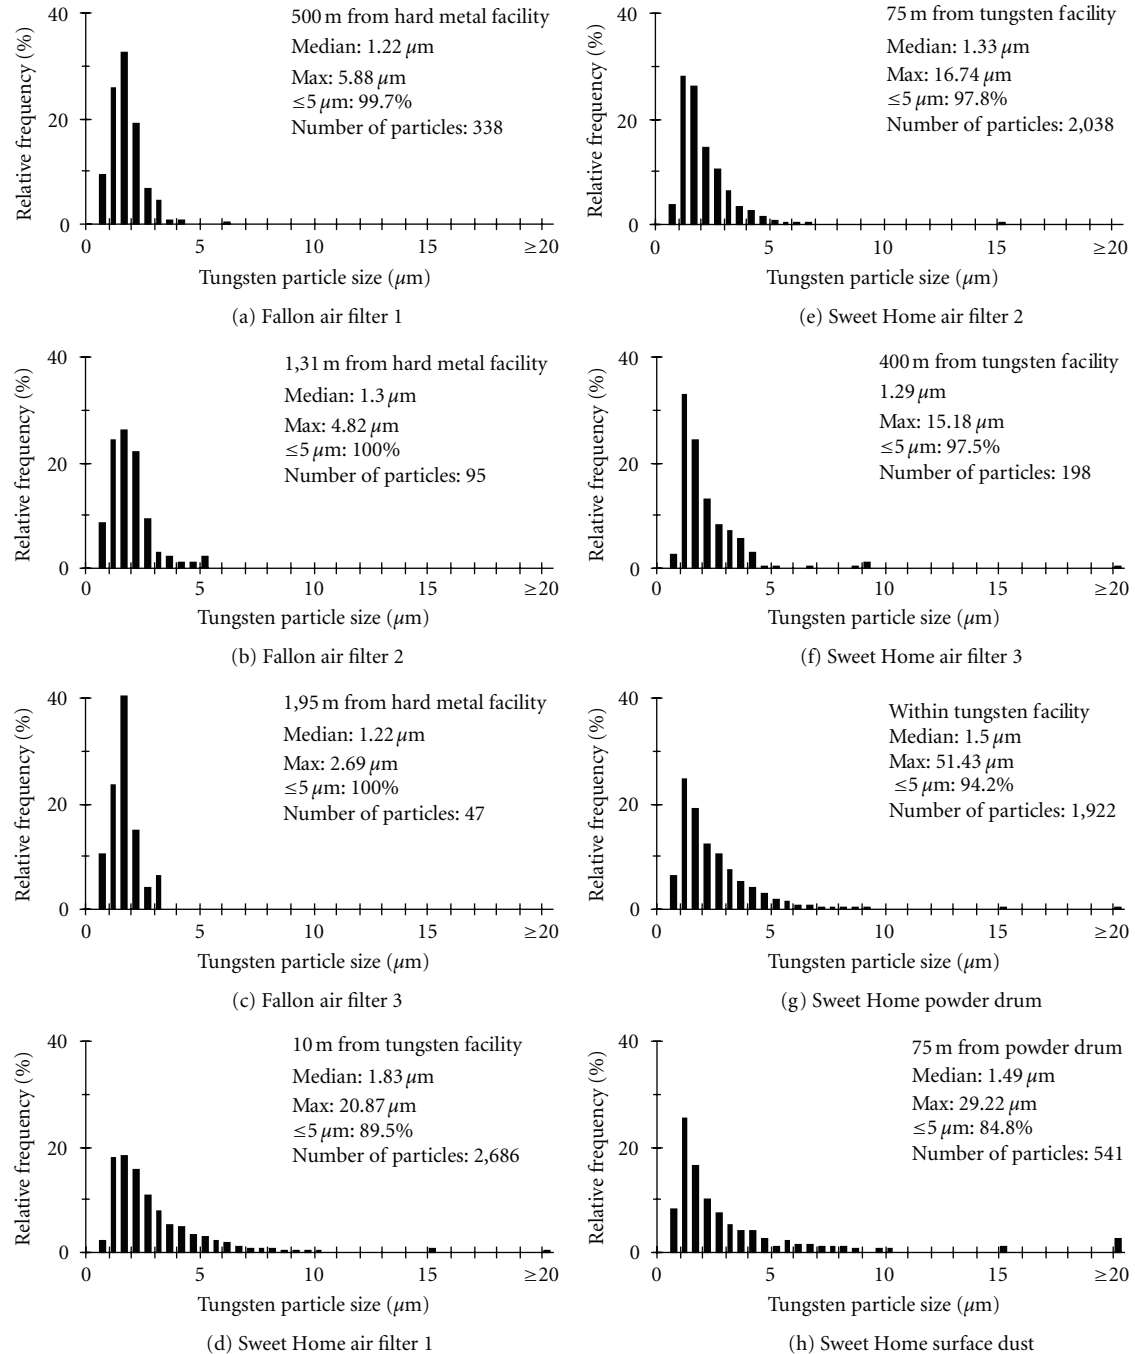 40
20
0
Relative frequency (%)
500 m from hard metal facility
Median: 1.22 μm
Max: 5.88 μm
≤5 μm: 99.7%
Number of particles: 338
0 5 10 15 ≥20
Tungsten particle size (μm)
(a) Fallon air filter 1
40
20
0
Relative frequency (%)
75 m from tungsten facility
Median: 1.33 μm
Max: 16.74 μm
≤5 μm: 97.8%
Number of particles: 2,038
0 5 10 15 ≥20
Tungsten particle size (μm)
(e) Sweet Home air filter 2
40
20
0
Relative frequency (%)
1,31 m from hard metal facility
Median: 1.3 μm
Max: 4.82 μm
≤5 μm: 100%
Number of particles: 95
0 5 10 15 ≥20
Tungsten particle size (μm)
(b) Fallon air filter 2
40
20
0
Relative frequency (%)
400 m from tungsten facility
1.29 μm
Max: 15.18 μm
≤5 μm: 97.5%
Number of particles: 198
0 5 10 15 ≥20
Tungsten particle size (μm)
(f) Sweet Home air filter 3
40
20
0
Relative frequency (%)
1,95 m from hard metal facility
Median: 1.22 μm
Max: 2.69 μm
≤5 μm: 100%
Number of particles: 47
0 5 10 15 ≥20
Tungsten particle size (μm)
(c) Fallon air filter 3
40
20
0
Relative frequency (%)
Within tungsten facility
Median: 1.5 μm
Max: 51.43 μm
≤5 μm: 94.2%
Number of particles: 1,922
0 5 10 15 ≥20
Tungsten particle size (μm)
(g) Sweet Home powder drum
40
20
0
Relative frequency (%)
10 m from tungsten facility
Median: 1.83 μm
Max: 20.87 μm
≤5 μm: 89.5%
Number of particles: 2,686
0 5 10 15 ≥20
Tungsten particle size (μm)
(d) Sweet Home air filter 1
40
20
0
Relative frequency (%)
75 m from powder drum
Median: 1.49 μm
Max: 29.22 μm
≤5 μm: 84.8%
Number of particles: 541
0 5 10 15 ≥20
Tungsten particle size (μm)
(h) Sweet Home surface dust